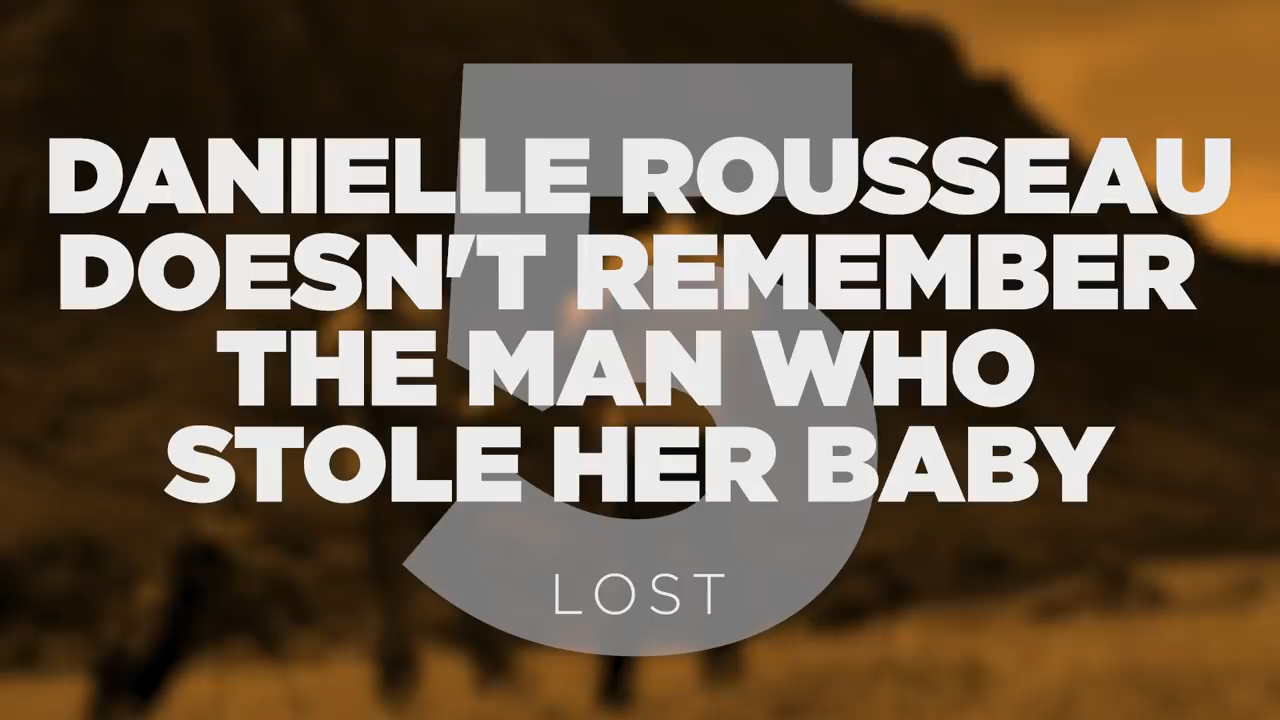 5
DANIELLE ROUSSEAU
DOESN'T REMEMBER
THE MAN WHO
STOLE HER BABY
LOST